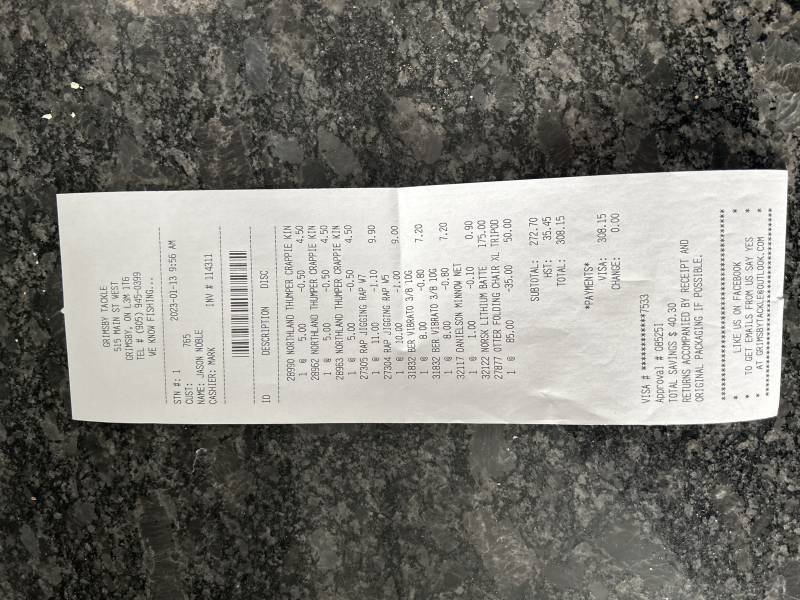 GRIMSBY TACKLE
515 MAIN ST WEST
GRIMSBY, ON L3M 1T6
TEL # (905) 945-0399
WE KNOW FISHING...
STN #: 1 2023-01-13 9:56 AM
CUST: 765
NAME: JASON NOBLE
CASHIER: MARK INV # 114311
ID DESCRIPTION DISC
28990 NORTHLAND THUMPER CRAPPIE KIN
1 @ 5.00 -0.50 4.50
28962 NORTHLAND THUMPER CRAPPIE KIN
1 @ 5.00 -0.50 4.50
28963 NORTHLAND THUMPER CRAPPIE KIN
1 @ 5.00 -0.50 4.50
27305 RAP JIGGING RAP W7
1 @ 11.00 -1.10 9.90
27304 RAP JIGGING RAP W5
1 @ 10.00 -1.00 9.00
31832 BER VIBRATO 3/8 10G
1 @ 8.00 -0.80 7.20
31832 BER VIBRATO 3/8 10G
1 @ 8.00 -0.80 7.20
32117 DANIELSON MINNOW NET
1 @ 1.00 -0.10 0.90
32122 NORSK LITHIUM BATTE 175.00
27877 OTTER FOLDING CHAIR XL TRIPOD
1 @ 85.00 -35.00 50.00
SUBTOTAL: 272.70
HST: 35.45
TOTAL: 308.15
*PAYMENTS*
VISA: 308.15
CHANGE: 0.00
VISA # ************7533
Approval # 08525I
TOTAL SAVINGS $ 40.30
RETURNS ACCOMPANIED BY RECEIPT AND
ORIGINAL PACKAGING IF POSSIBLE.
* LIKE US ON FACEBOOK *
* TO GET EMAILS FROM US SAY YES *
* AT GRIMSBYTACKLE@OUTLOOK.COM *